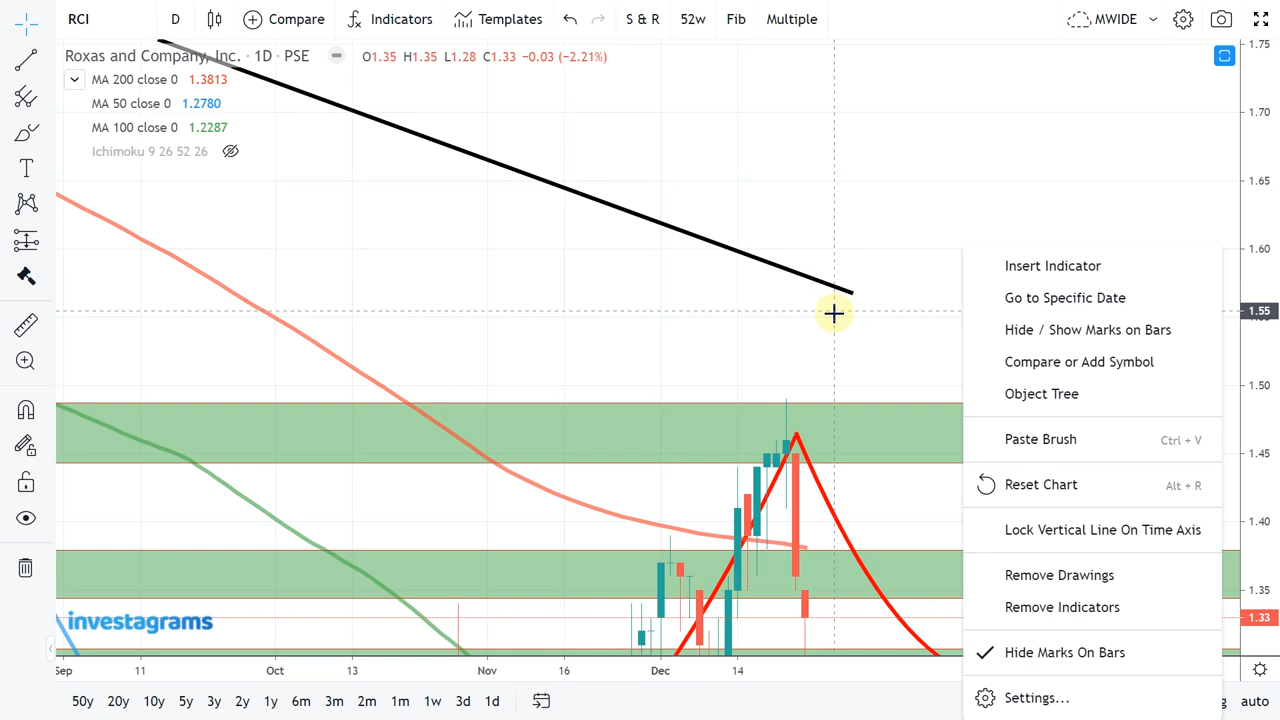 RCI D Compare Indicators Templates S & R 52w Fib Multiple MWIDE
Roxas and Company, Inc. · 1D · PSE O1.35 H1.35 L1.28 C1.33 −0.03 (−2.21%)
MA 200 close 0 1.3813
MA 50 close 0 1.2780
MA 100 close 0 1.2287
Ichimoku 9 26 52 26
1.75
1.70
1.65
1.60
1.55
1.50
1.45
1.40
1.35
1.33
Insert Indicator
Go to Specific Date
Hide / Show Marks on Bars
Compare or Add Symbol
Object Tree
Paste Brush Ctrl + V
Reset Chart Alt + R
Lock Vertical Line On Time Axis
Remove Drawings
Remove Indicators
Hide Marks On Bars
Settings...
investagrams
Sep 11 Oct 13 Nov 16 Dec 14
50y 20y 10y 5y 3y 2y 1y 6m 3m 2m 1m 1w 3d 1d auto